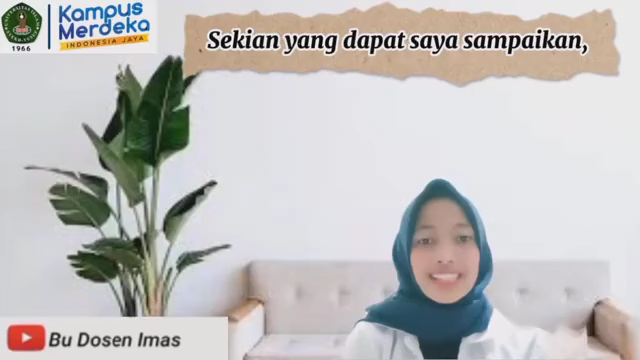 Kampus
Merdeka
INDONESIA JAYA
1966
Sekian yang dapat saya sampaikan,
Bu Dosen Imas